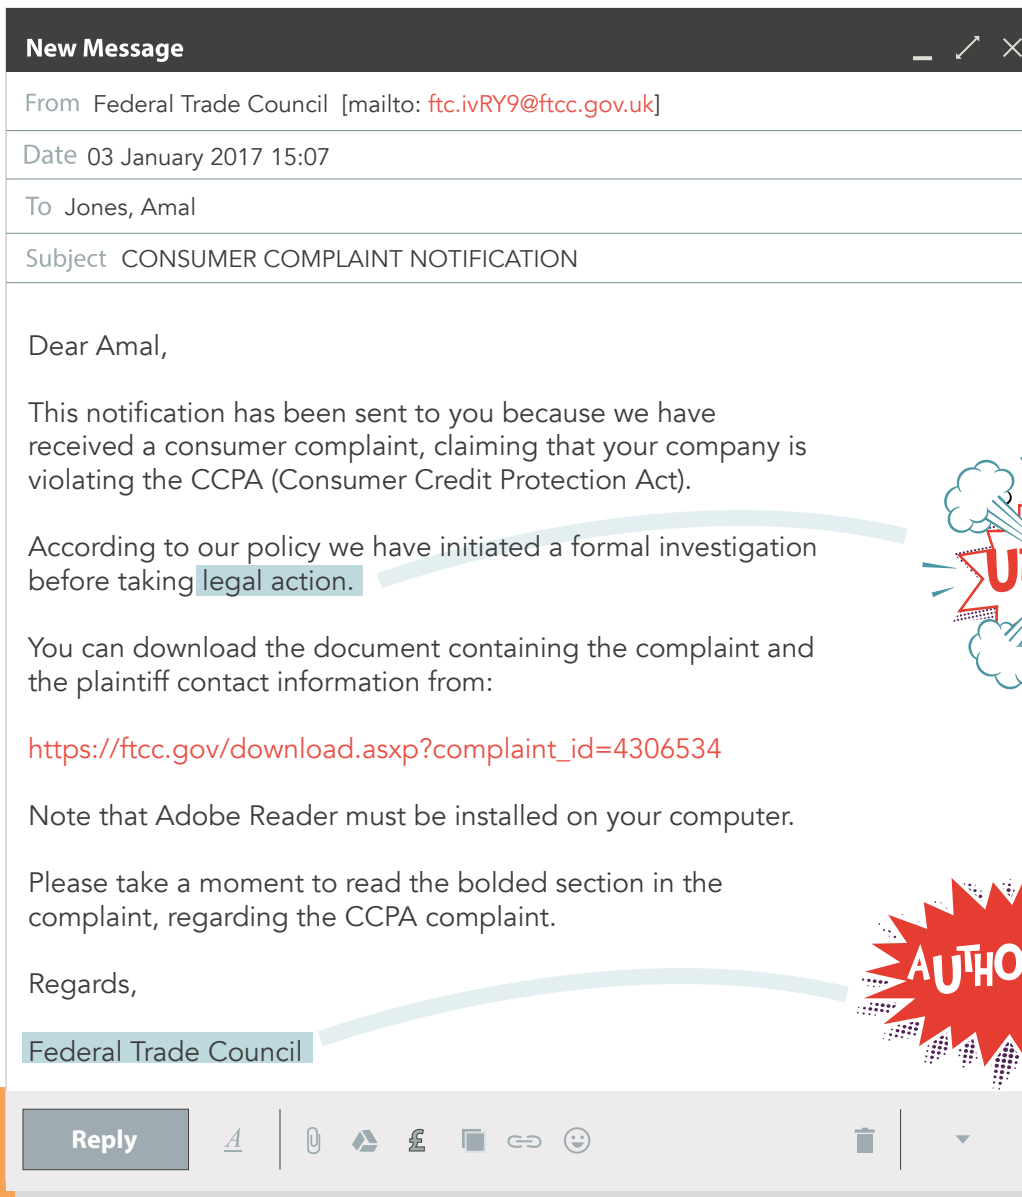 New Message
From Federal Trade Council [mailto: ftc.ivRY9@ftcc.gov.uk]
Date 03 January 2017 15:07
To Jones, Amal
Subject CONSUMER COMPLAINT NOTIFICATION
Dear Amal,
This notification has been sent to you because we have
received a consumer complaint, claiming that your company is
violating the CCPA (Consumer Credit Protection Act).
According to our policy we have initiated a formal investigation
before taking legal action.
You can download the document containing the complaint and
the plaintiff contact information from:
https://ftcc.gov/download.asxp?complaint_id=4306534
Note that Adobe Reader must be installed on your computer.
Please take a moment to read the bolded section in the
complaint, regarding the CCPA complaint.
AUTHO
Regards,
Federal Trade Council
Reply A £